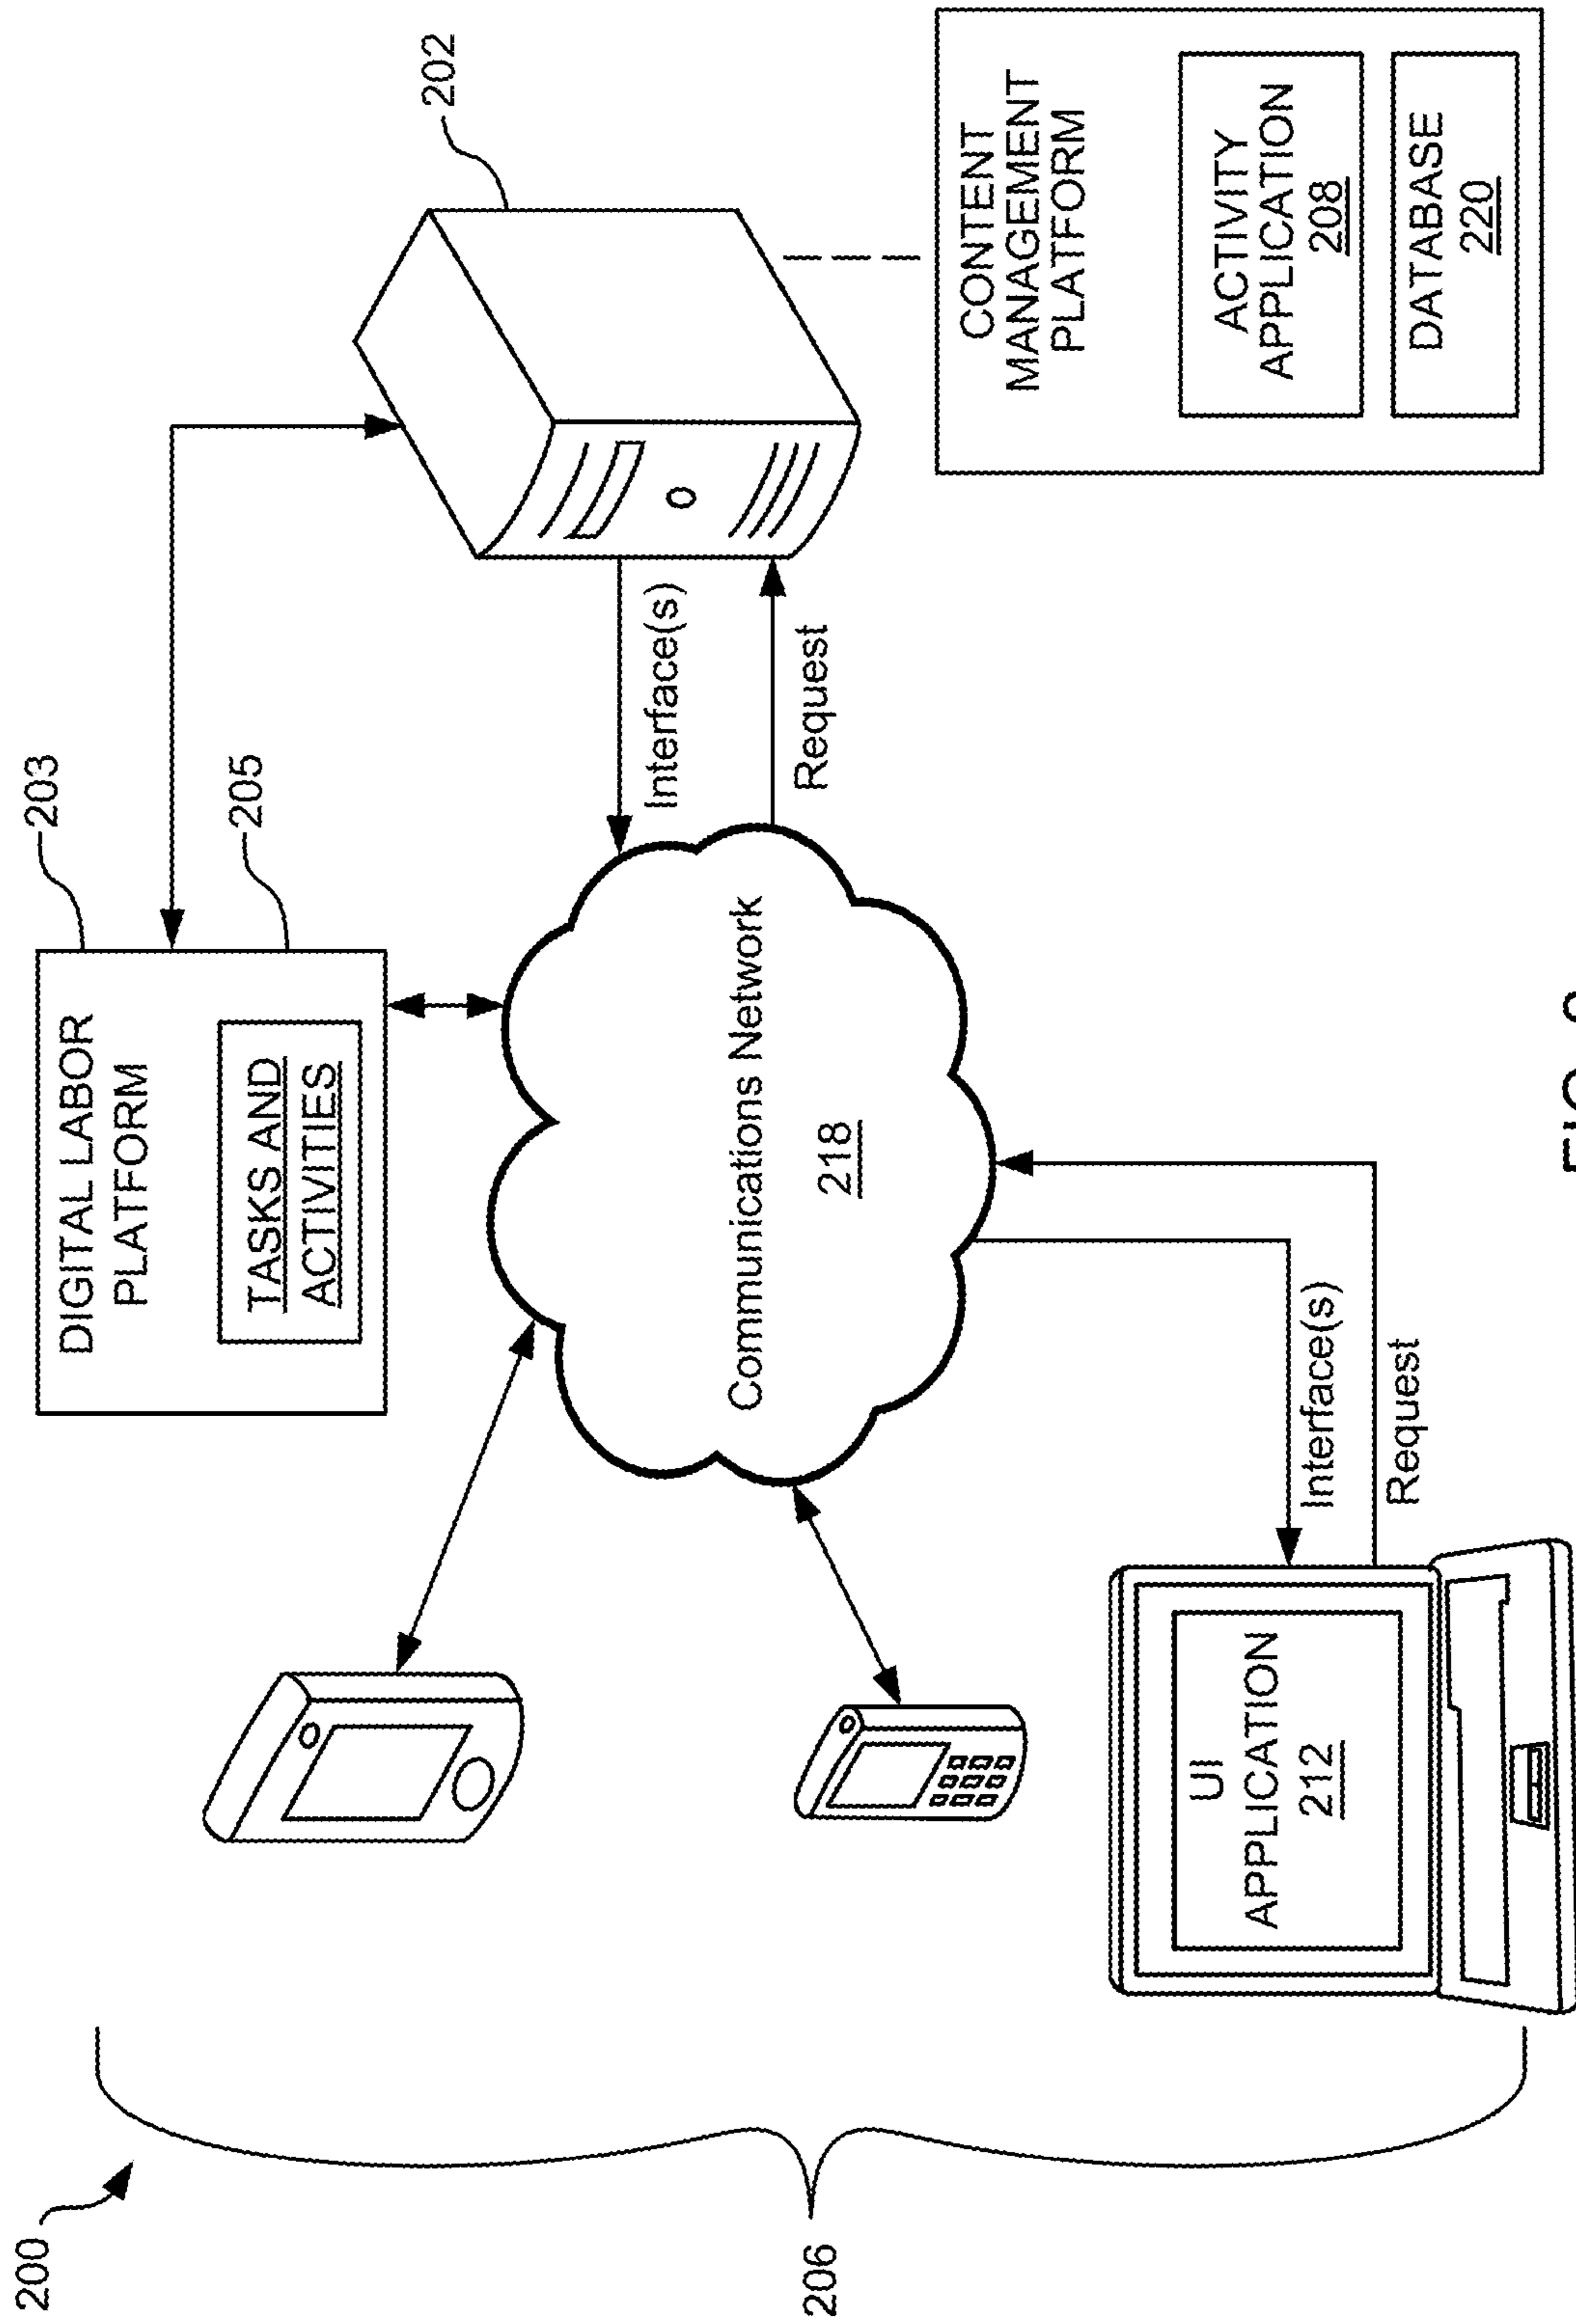 200
DIGITAL LABOR
PLATFORM
203
TASKS AND
ACTIVITIES
205
202
Interface(s)
Request
Communications Network
218
CONTENT
MANAGEMENT
PLATFORM
ACTIVITY
APPLICATION
208
DATABASE
220
206
UI
APPLICATION
212
Interface(s)
Request
FIG.